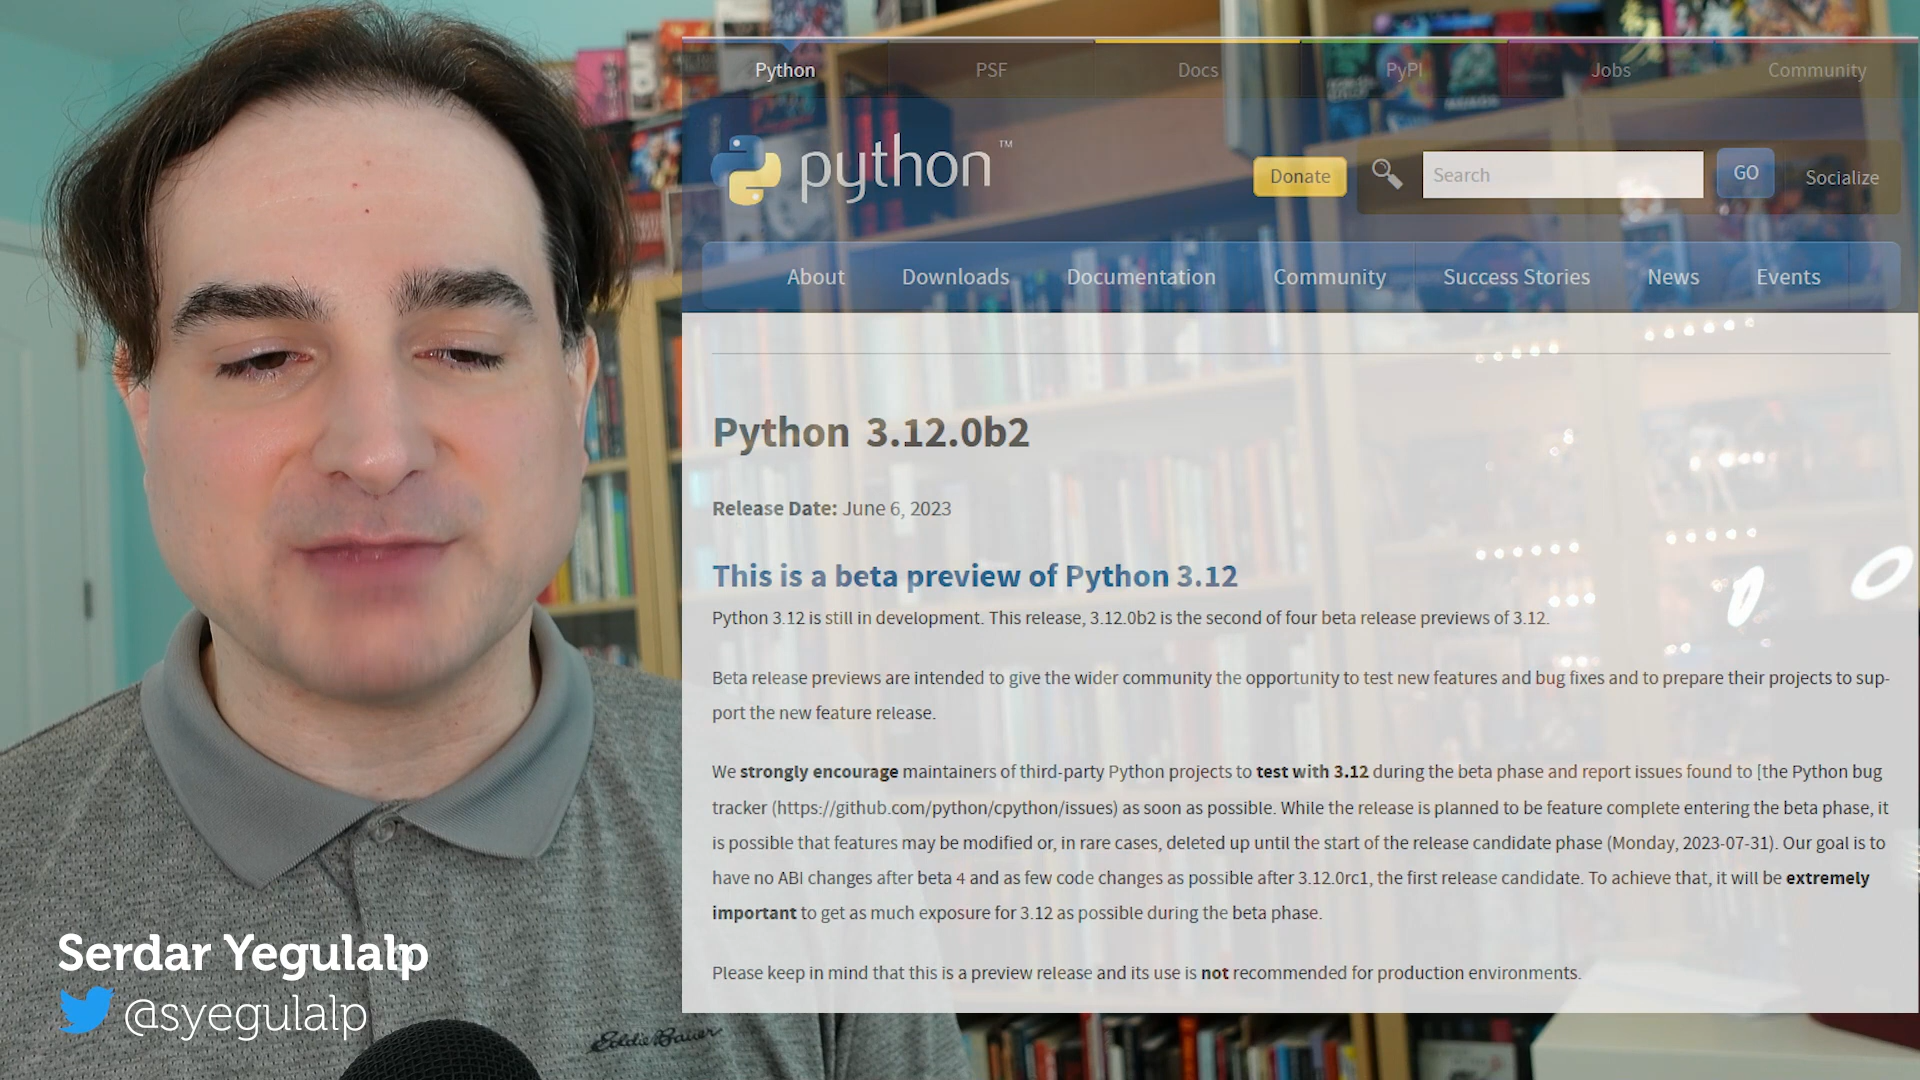 Python PSF Docs PyPI Jobs Community
python™
Donate Search GO Socialize
About Downloads Documentation Community Success Stories News Events
Python 3.12.0b2
Release Date: June 6, 2023
This is a beta preview of Python 3.12
Python 3.12 is still in development. This release, 3.12.0b2 is the second of four beta release previews of 3.12.
Beta release previews are intended to give the wider community the opportunity to test new features and bug fixes and to prepare their projects to sup-
port the new feature release.
We strongly encourage maintainers of third-party Python projects to test with 3.12 during the beta phase and report issues found to [the Python bug
tracker (https://github.com/python/cpython/issues) as soon as possible. While the release is planned to be feature complete entering the beta phase, it
is possible that features may be modified or, in rare cases, deleted up until the start of the release candidate phase (Monday, 2023-07-31). Our goal is to
have no ABI changes after beta 4 and as few code changes as possible after 3.12.0rc1, the first release candidate. To achieve that, it will be extremely
important to get as much exposure for 3.12 as possible during the beta phase.
Please keep in mind that this is a preview release and its use is not recommended for production environments.
Serdar Yegulalp
@syegulalp
Eddie Bauer